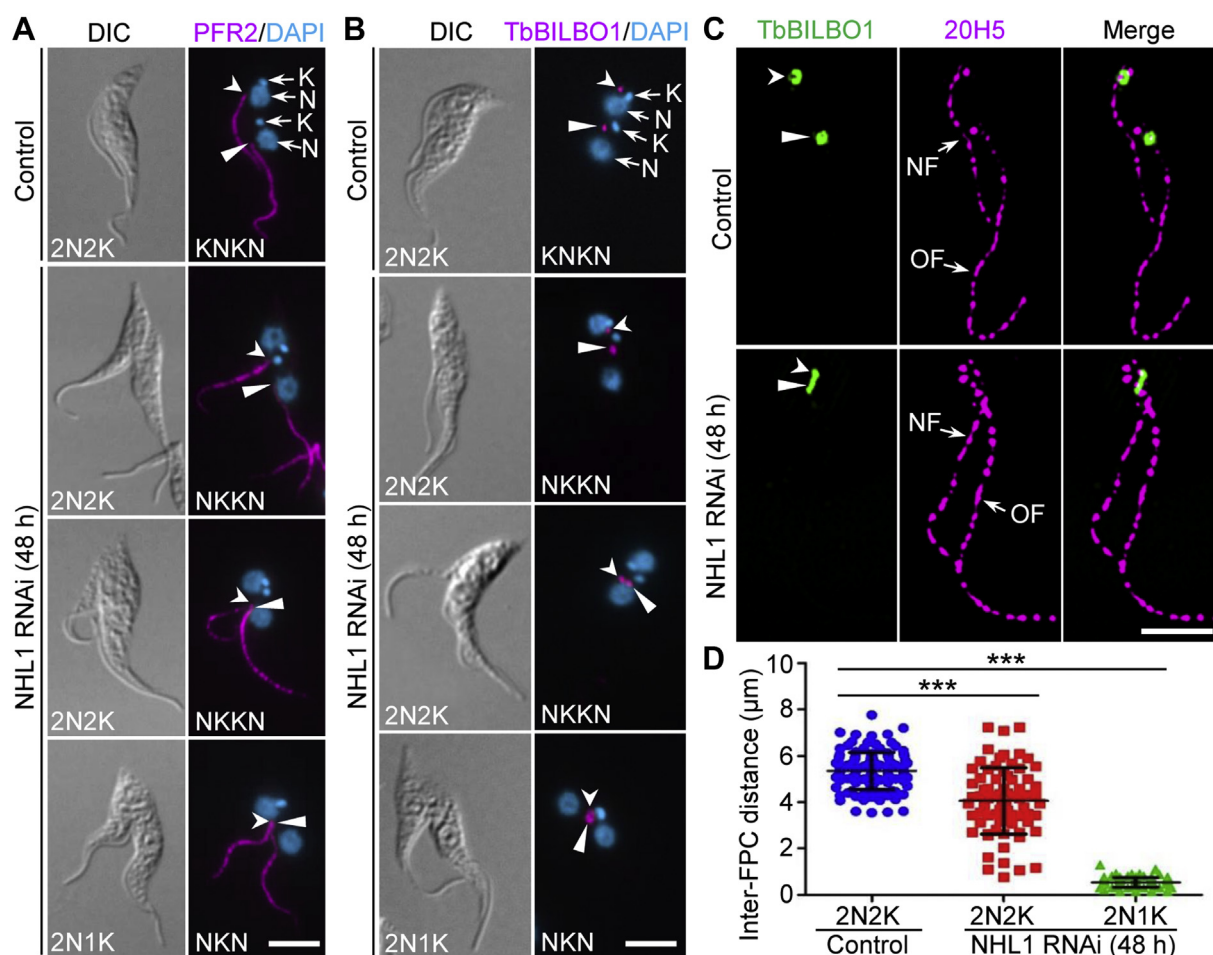 A
DIC
PFR2/DAPI
Control
2N2K
K
N
K
N
KNKN
NHL1 RNAi (48 h)
2N2K
NKKN
2N2K
NKKN
2N1K
NKN
B
DIC
TbBILBO1/DAPI
Control
2N2K
K
N
K
N
KNKN
NHL1 RNAi (48 h)
2N2K
NKKN
2N2K
NKKN
2N1K
NKN
C
TbBILBO1
20H5
Merge
Control
NF
OF
NHL1 RNAi (48 h)
NF
OF
D
Inter-FPC distance (µm)
10
8
6
4
2
0
***
***
2N2K 2N2K 2N1K
Control NHL1 RNAi (48 h)